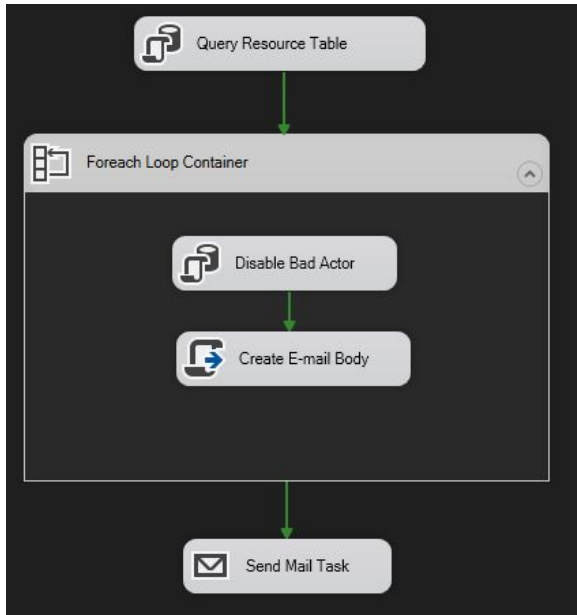 Query Resource Table
Foreach Loop Container
Disable Bad Actor
Create E-mail Body
Send Mail Task